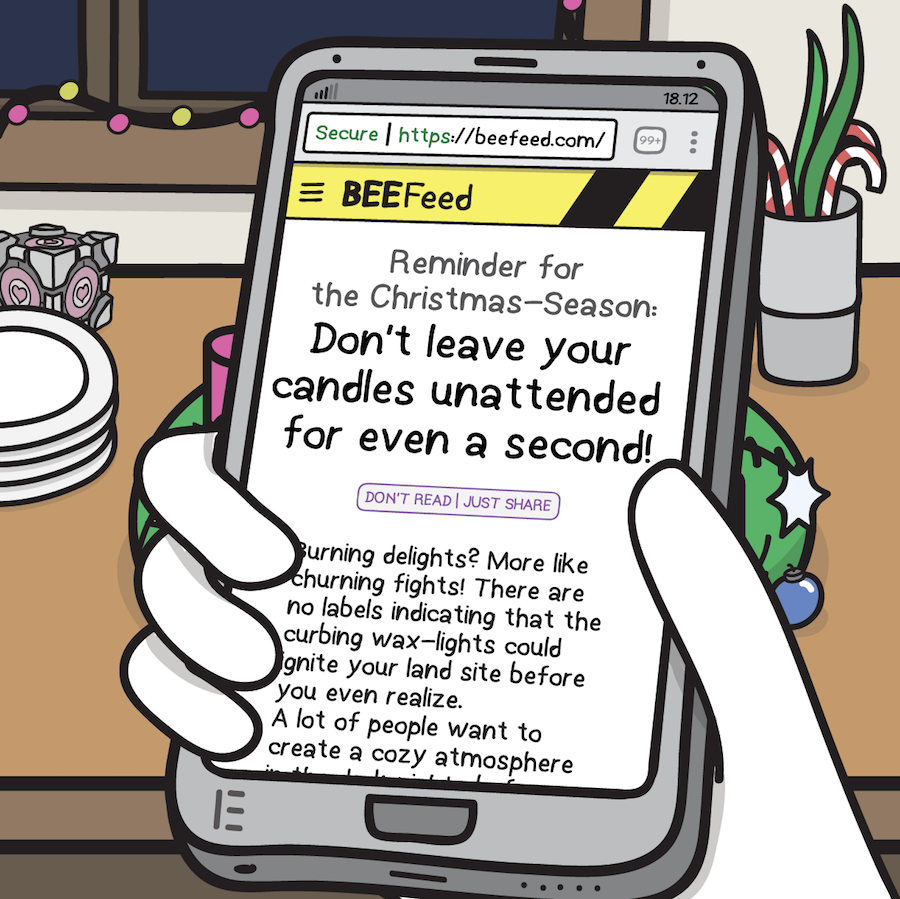 18.12
Secure | https://beefeed.com/
99+
BEEFeed
Reminder for
the Christmas-Season:
Don't leave your
candles unattended
for even a second!
DON'T READ | JUST SHARE
Burning delights? More like
churning fights! There are
no labels indicating that the
curbing wax-lights could
ignite your land site before
you even realize.
A lot of people want to
create a cozy atmosphere